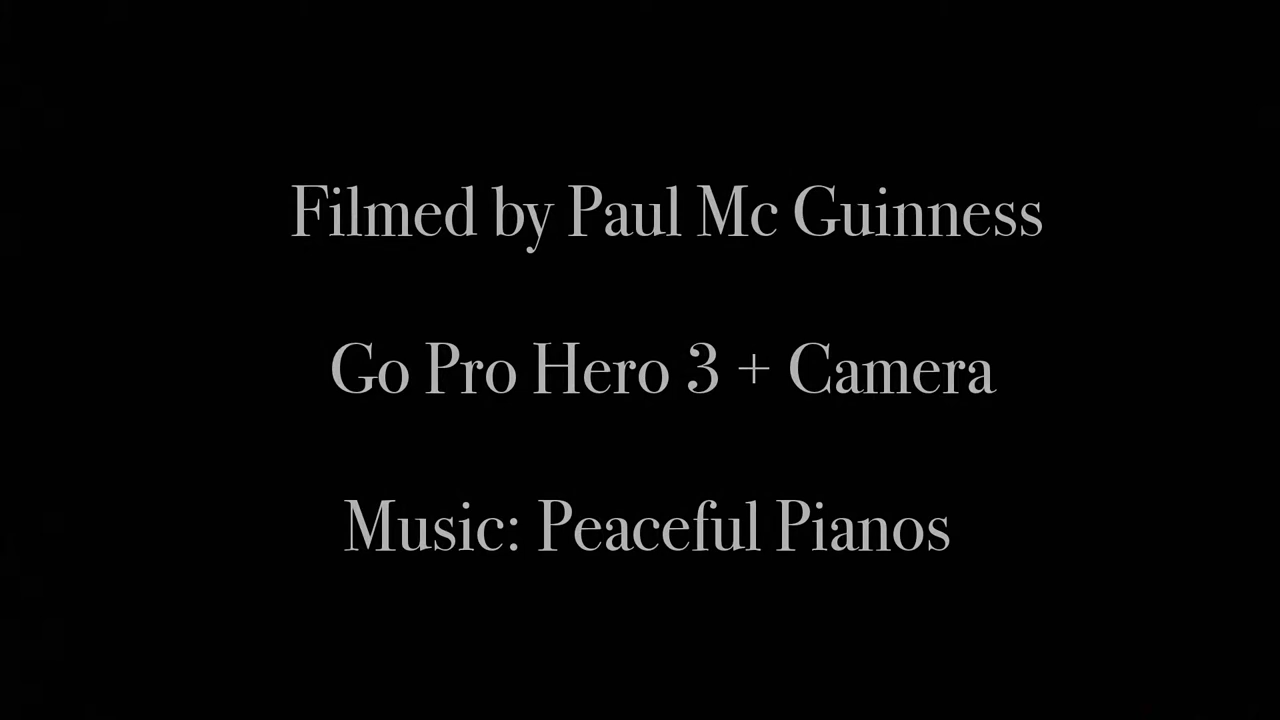 Filmed by Paul Mc Guinness
Go Pro Hero 3 + Camera
Music: Peaceful Pianos